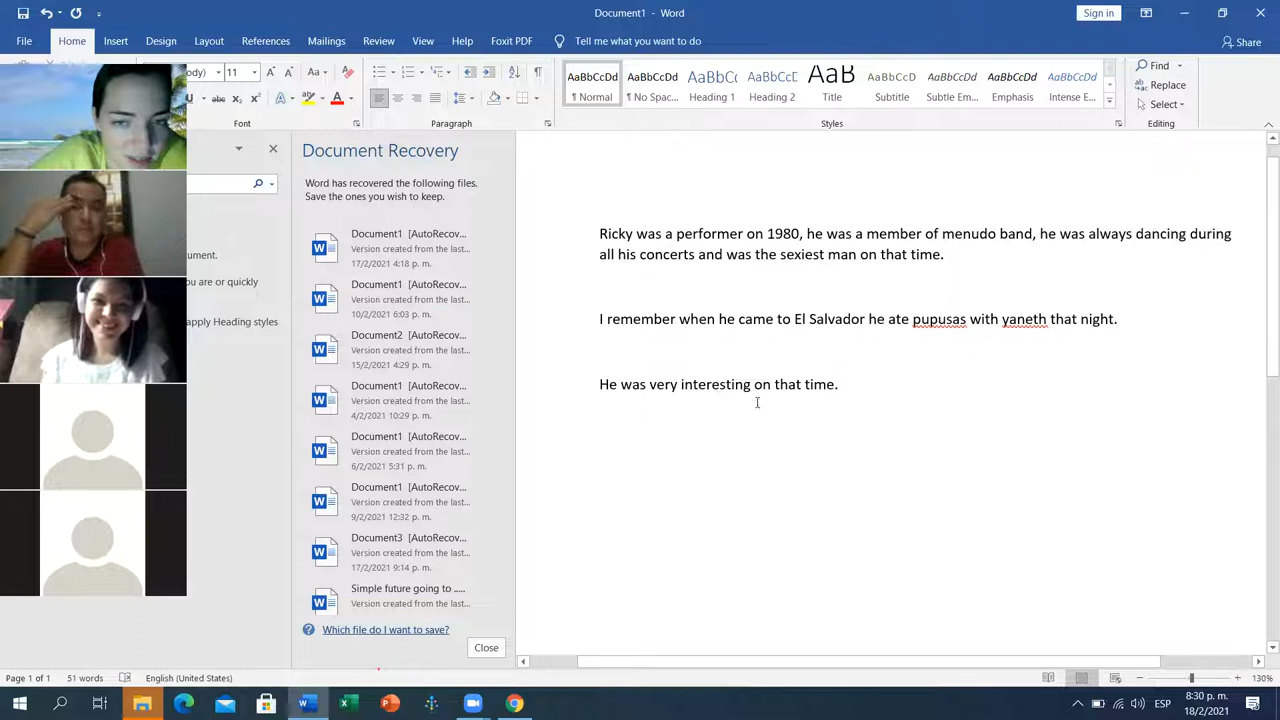 Document1 - Word
Sign in
File Home Insert Draw Design Layout References Mailings Review View Help Foxit PDF Tell me what you want to do
Share
11
Aa
abc
AaBbCcDd AaBbCcDd AaBbC AaBbCcD AaB AaBbCcD AaBbCcDd AaBbCcDd AaBbCcDd
¶ Normal ¶ No Spac... Heading 1 Heading 2 Title Subtitle Subtle Em... Emphasis Intense E...
Find
Replace
Select
Font Paragraph Styles Editing
Document Recovery
Word has recovered the following files.
Save the ones you wish to keep.
Document1 [AutoRecov...
Version created from the last...
17/2/2021 4:18 p. m.
Document1 [AutoRecov...
Version created from the last...
10/2/2021 6:03 p. m.
Document2 [AutoRecov...
Version created from the last...
15/2/2021 4:29 p. m.
Document1 [AutoRecov...
Version created from the last...
4/2/2021 10:29 p. m.
Document1 [AutoRecov...
Version created from the last...
6/2/2021 5:31 p. m.
Document1 [AutoRecov...
Version created from the last...
9/2/2021 12:32 p. m.
Document3 [AutoRecov...
Version created from the last...
17/2/2021 9:14 p. m.
Simple future going to .....
Version created from the last...
Which file do I want to save?
Close
ument.
u are or quickly
apply Heading styles
Ricky was a performer on 1980, he was a member of menudo band, he was always dancing during
all his concerts and was the sexiest man on that time.
I remember when he came to El Salvador he ate pupusas with yaneth that night.
He was very interesting on that time.
Page 1 of 1 51 words English (United States)
130%
ESP
8:30 p. m.
18/2/2021